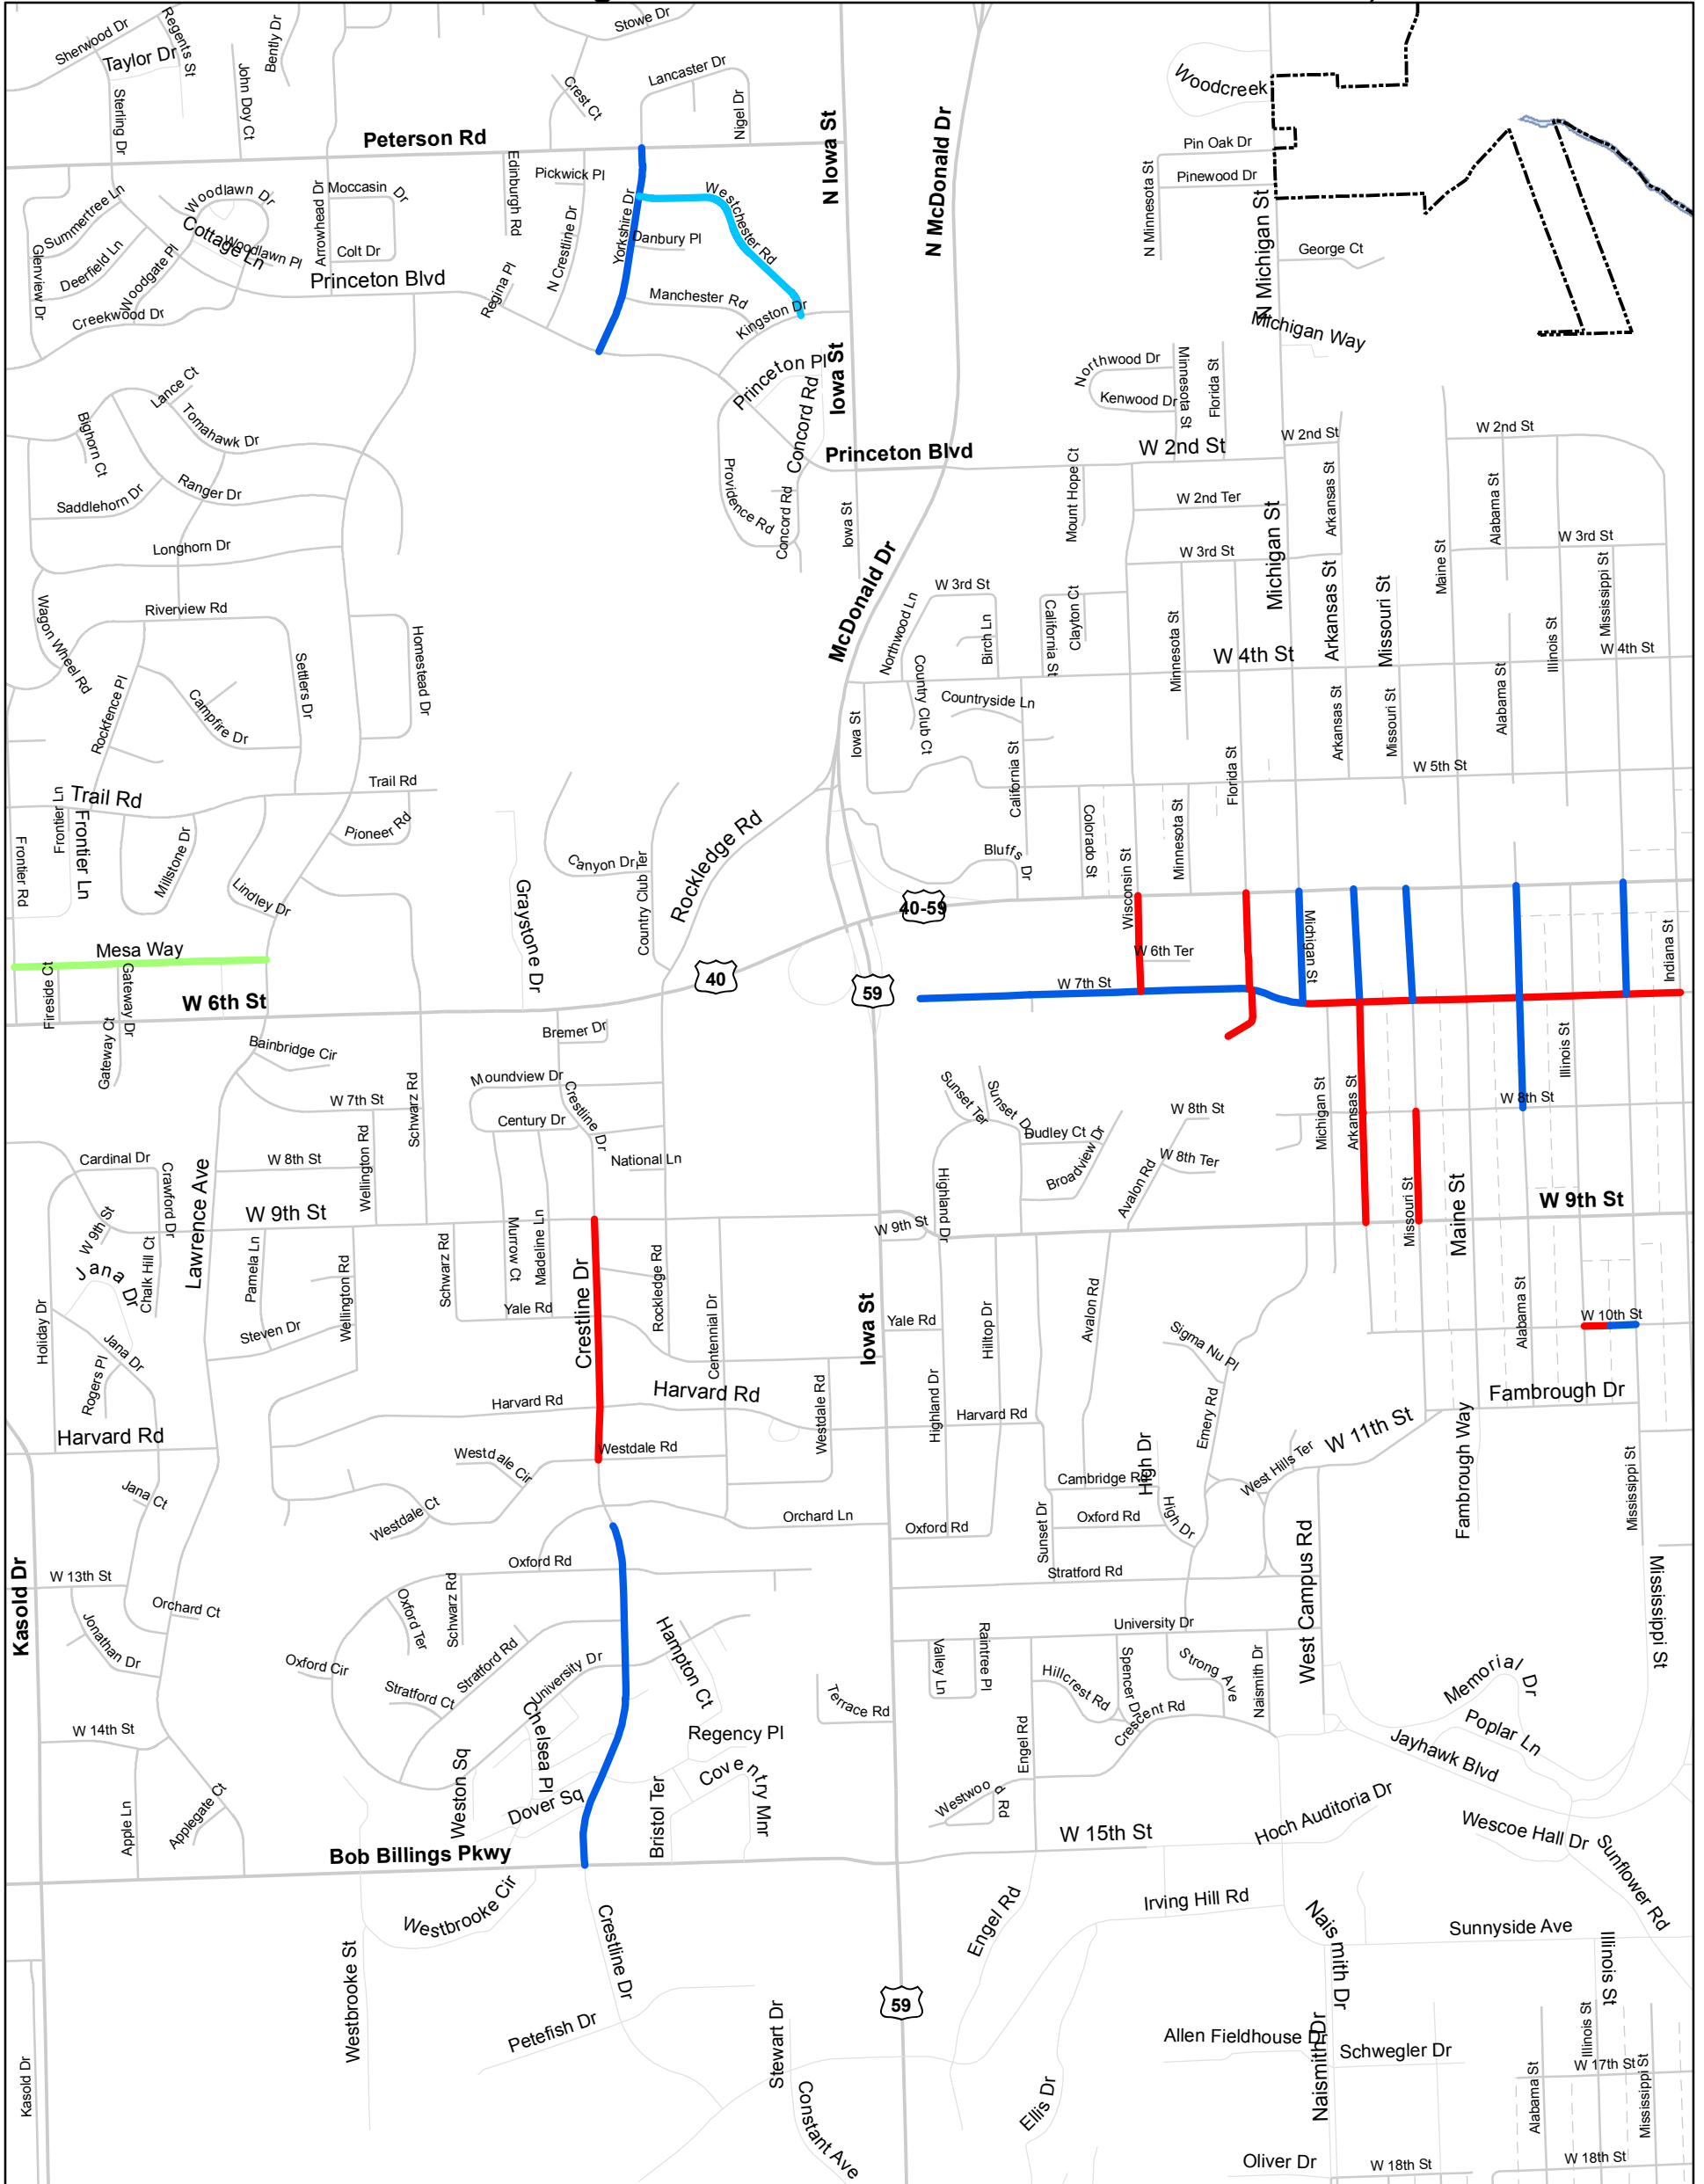 Stowe Dr
Sherwood Dr
Regents St
Bently Dr
Taylor Dr
John Doy Ct
Sterling Dr
Crest Ct
Lancaster Dr
Nigel Dr
N Iowa St
N McDonald Dr
Woodcreek
Peterson Rd
Pin Oak Dr
Pinewood Dr
N Minnesota St
N Michigan St
George Ct
Michigan Way
Summertree Ln
Woodlawn Dr
Cottage Ln
Woodlawn Pl
Deerfield Ln
Woodgate Pl
Glenview Dr
Creekwood Dr
Arrowhead Dr
Moccasin Dr
Colt Dr
Princeton Blvd
Edinburgh Rd
Pickwick Pl
N Crestline Dr
Regina Pl
Yorkshire Dr
Danbury Pl
Westchester Rd
Manchester Rd
Kingston Dr
Princeton Pl
Iowa St
Concord Rd
Providence Rd
Concord Rd
Iowa St
Princeton Blvd
Northwood Dr
Kenwood Dr
Minnesota St
Florida St
W 2nd St
W 2nd St
W 2nd St
Mount Hope Ct
W 2nd Ter
W 3rd St
Michigan St
Arkansas St
Alabama St
W 3rd St
Maine St
Mississippi St
Lance Ct
Bighorn Ct
Tomahawk Dr
Ranger Dr
Saddlehorn Dr
Longhorn Dr
Riverview Rd
Wagon Wheel Rd
Rockfence Pl
Campfire Dr
Settlers Dr
Homestead Dr
McDonald Dr
W 3rd St
Northwood Ln
Birch Ln
California St
Clayton Ct
Minnesota St
W 4th St
Arkansas St
Missouri St
Illinois St
W 4th St
Country Club Ct
Countryside Ln
Iowa St
California St
Arkansas St
Missouri St
Alabama St
Florida St
W 5th St
Trail Rd
Trail Rd
Frontier Ln
Frontier Ln
Frontier Rd
Millstone Dr
Pioneer Rd
Lindley Dr
Canyon Dr
Country Club Ter
Rockledge Rd
Graystone Dr
Bluffs Dr
Colorado St
Minnesota St
Wisconsin St
40-59
W 6th Ter
Michigan St
Indiana St
Mesa Way
Fireside Ct
Gateway Dr
Gateway Ct
W 6th St
40
59
W 7th St
Bainbridge Cir
Bremer Dr
Moundview Dr
Century Dr
Crestline Dr
National Ln
W 7th St
Schwarz Rd
Wellington Rd
W 8th St
Cardinal Dr
Crawford Dr
Lawrence Ave
W 9th St
W 9th St
Sunset Ter
Sunset Dr
Dudley Ct
Broadview Dr
Highland Dr
Avalon Rd
W 8th St
W 8th Ter
Michigan St
Arkansas St
Missouri St
Maine St
Illinois St
W 8th St
W 9th St
W 9th St
Jana Dr
Chalk Hill Ct
Pamela Ln
Wellington Rd
Schwarz Rd
Murrow Ct
Madeline Ln
Yale Rd
Crestline Dr
Rockledge Rd
Centennial Dr
Iowa St
Yale Rd
Hilltop Dr
Avalon Rd
Sigma Nu Pl
Alabama St
W 10th St
Holiday Dr
Jana Dr
Rogers Pl
Steven Dr
Harvard Rd
Harvard Rd
Harvard Rd
Westdale Rd
Highland Dr
Harvard Rd
Emery Rd
W 11th St
Fambrough Dr
Fambrough Way
Mississippi St
Westdale Rd
Westdale Cir
Westdale Ct
Jana Ct
Orchard Ln
Cambridge Rd
High Dr
High Dr
West Hills Ter
Oxford Rd
Oxford Rd
Sunset Dr
Stratford Rd
Kasold Dr
W 13th St
Orchard Ct
Jonathan Dr
Oxford Rd
Oxford Ter
Schwarz Rd
Oxford Cir
Stratford Rd
Stratford Ct
University Dr
Hampton Ct
Terrace Rd
University Dr
Valley Ln
Raintree Pl
Hillcrest Rd
Spencer Dr
Strong Ave
Naismith Dr
Crescent Rd
Engel Rd
West Campus Rd
Memorial Dr
Poplar Ln
Jayhawk Blvd
Mississippi St
W 14th St
Apple Ln
Applegate Ct
Chelsea Pl
Weston Sq
Dover Sq
Regency Pl
Coventry Mnr
Bristol Ter
Westwood Rd
W 15th St
Hoch Auditoria Dr
Wescoe Hall Dr
Sunflower Rd
Bob Billings Pkwy
Westbrooke Cir
Westbrooke St
Crestline Dr
Engel Rd
Irving Hill Rd
Naismith Dr
Sunnyside Ave
Illinois St
59
Petefish Dr
Stewart Dr
Constant Ave
Ellis Dr
Allen Fieldhouse Dr
Schwegler Dr
Naismith Dr
Illinois St
W 17th St
Alabama St
Mississippi St
Kasold Dr
Oliver Dr
W 18th St
W 18th St
Arkansas St
Missouri St
Alabama St
Mississippi St